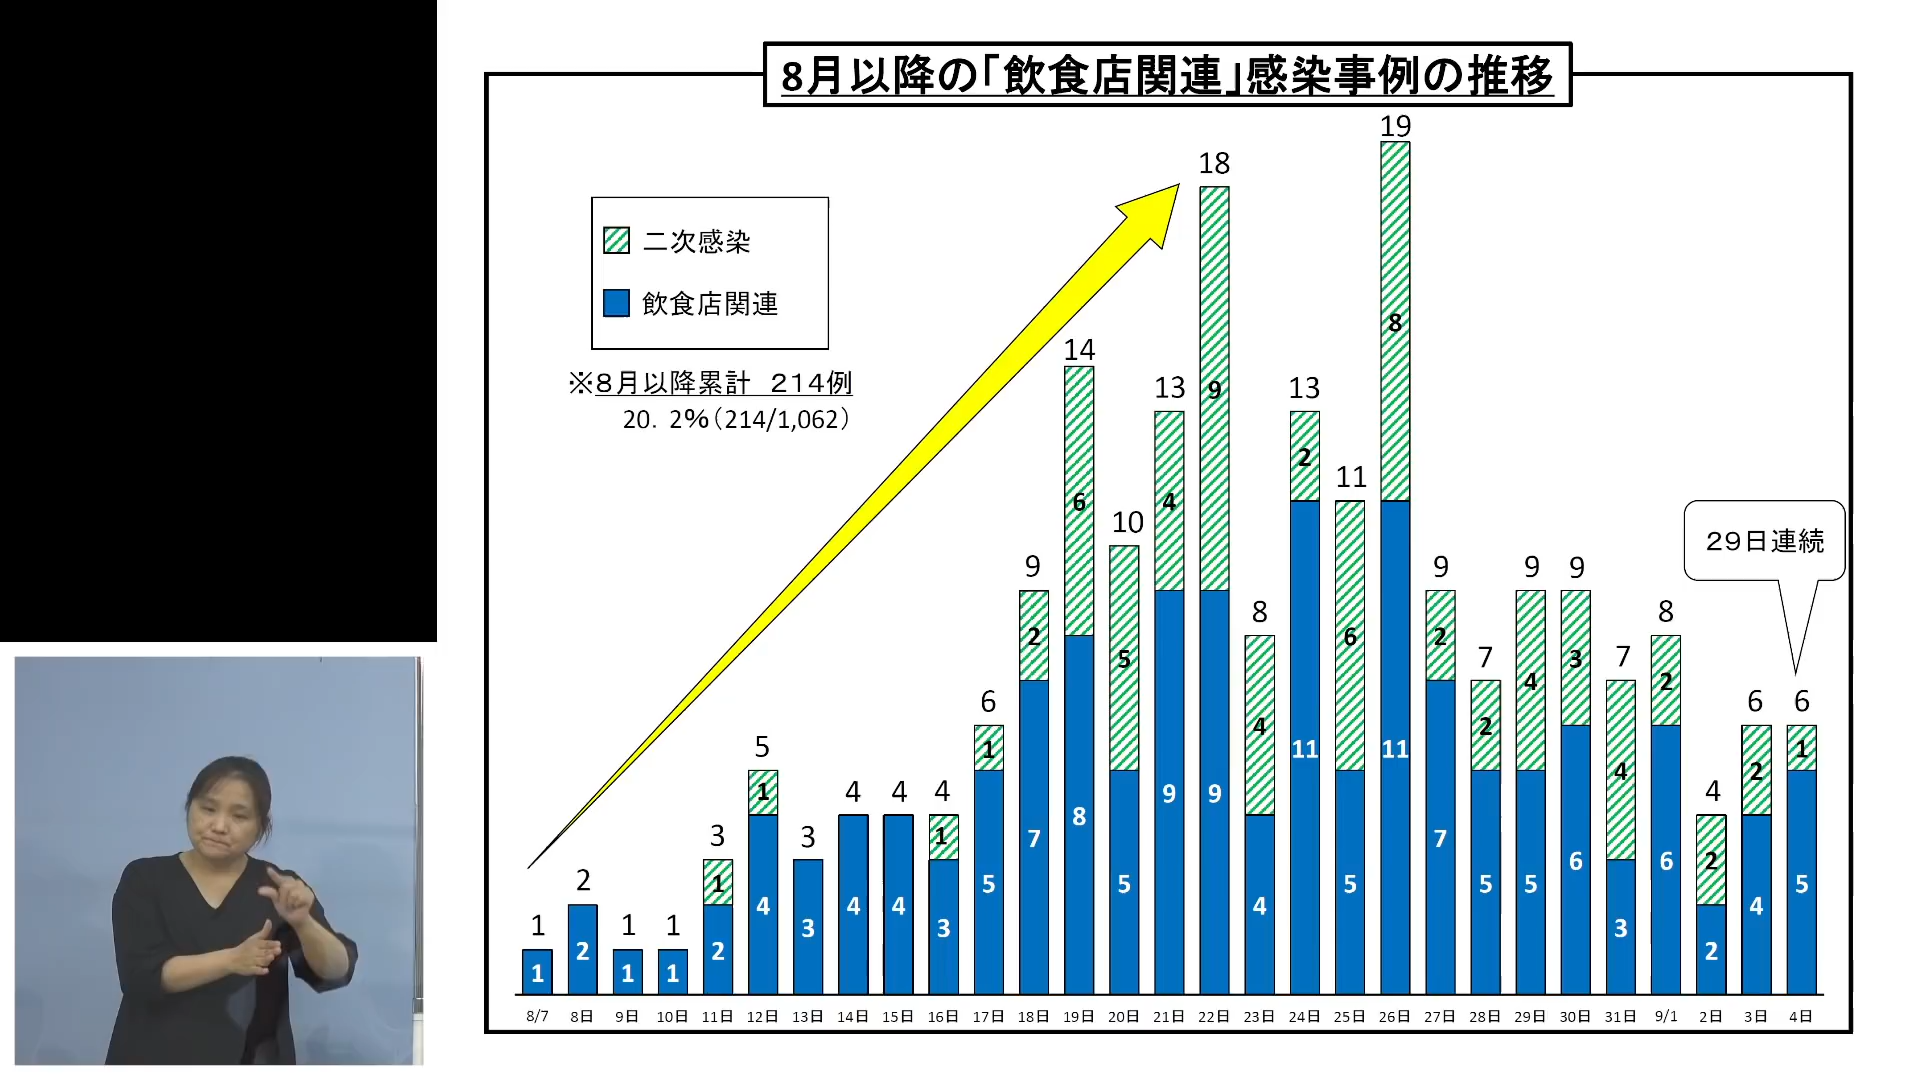 8月以降の「飲食店関連」感染事例の推移
二次感染
飲食店関連
※８月以降累計　２１４例
20．2％（214/1,062）
29日連続
1 2 1 1 3 5 3 4 4 4 6 9 14 10 13 18 8 13 11 19 9 7 9 9 7 8 4 6 6
1 1 1 1 2 6 5 4 9 4 2 6 8 2 2 4 3 4 2 2 2 1
1 2 1 1 2 4 3 4 4 3 5 7 8 5 9 9 4 11 5 11 7 5 5 6 3 6 2 4 5
8/7 8日 9日 10日 11日 12日 13日 14日 15日 16日 17日 18日 19日 20日 21日 22日 23日 24日 25日 26日 27日 28日 29日 30日 31日 9/1 2日 3日 4日